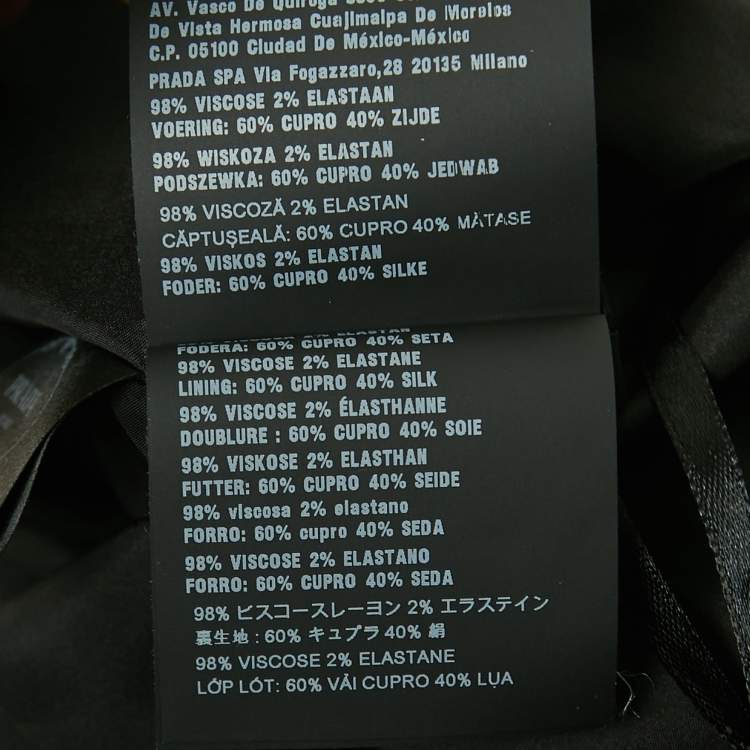 AV. Vasco De Quiroga
De Vista Hermosa Cuajimalpa De Morelos
C.P. 05100 Ciudad De México-México
PRADA SPA Via Fogazzaro,28 20135 Milano
98% VISCOSE 2% ELASTAAN
VOERING: 60% CUPRO 40% ZIJDE
98% WISKOZA 2% ELASTAN
PODSZEWKA: 60% CUPRO 40% JEDWAB
98% VISCOZĂ 2% ELASTAN
CĂPTUȘEALĂ: 60% CUPRO 40% MĂTASE
98% VISKOS 2% ELASTAN
FODER: 60% CUPRO 40% SILKE
FODERA: 60% CUPRO 40% SETA
98% VISCOSE 2% ELASTANE
LINING: 60% CUPRO 40% SILK
98% VISCOSE 2% ÉLASTHANNE
DOUBLURE : 60% CUPRO 40% SOIE
98% VISKOSE 2% ELASTHAN
FUTTER: 60% CUPRO 40% SEIDE
98% viscosa 2% elastano
FORRO: 60% cupro 40% SEDA
98% VISCOSE 2% ELASTANO
FORRO: 60% CUPRO 40% SEDA
98% ビスコースレーヨン 2% エラステイン
裏生地 : 60% キュプラ 40% 絹
98% VISCOSE 2% ELASTANE
LỚP LÓT: 60% VẢI CUPRO 40% LỤA